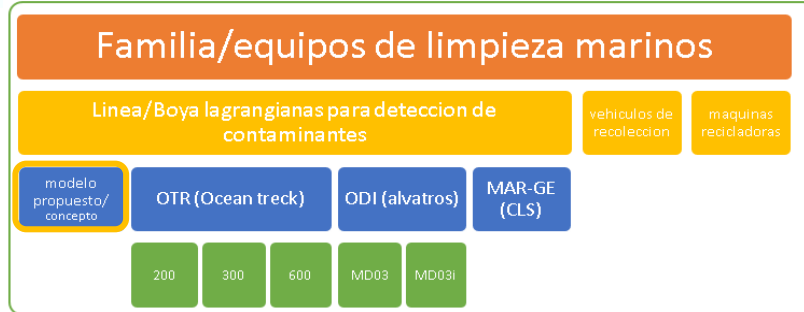 Familia/equipos de limpieza marinos
Linea/Boya lagrangianas para deteccion de
contaminantes
vehiculos de
recoleccion
maquinas
recicladoras
modelo
propuesto/
concepto
OTR (Ocean treck)
ODI (alvatros)
MAR-GE
(CLS)
200
300
600
MD03
MD03i